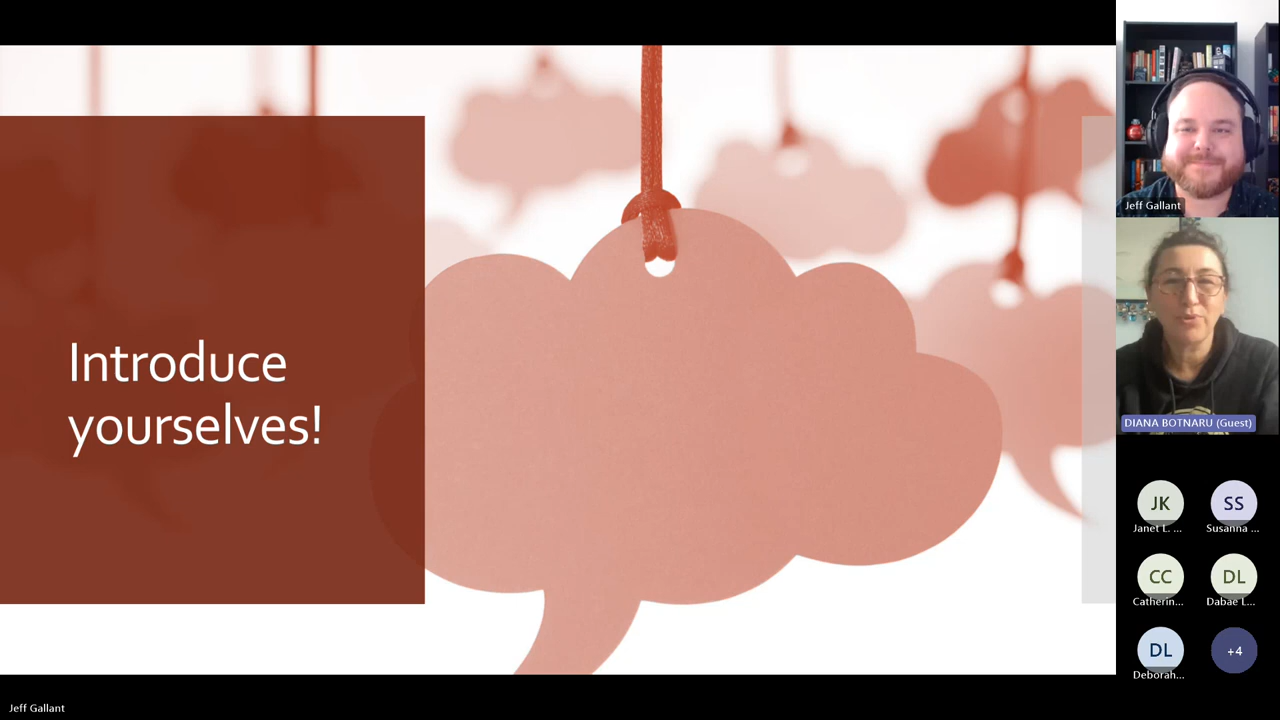 Introduce
yourselves!
Jeff Gallant
DIANA BOTNARU (Guest)
JK
Janet L. ...
SS
Susanna ...
CC
Catherin...
DL
Dabae L...
DL
Deborah...
+4
Jeff Gallant